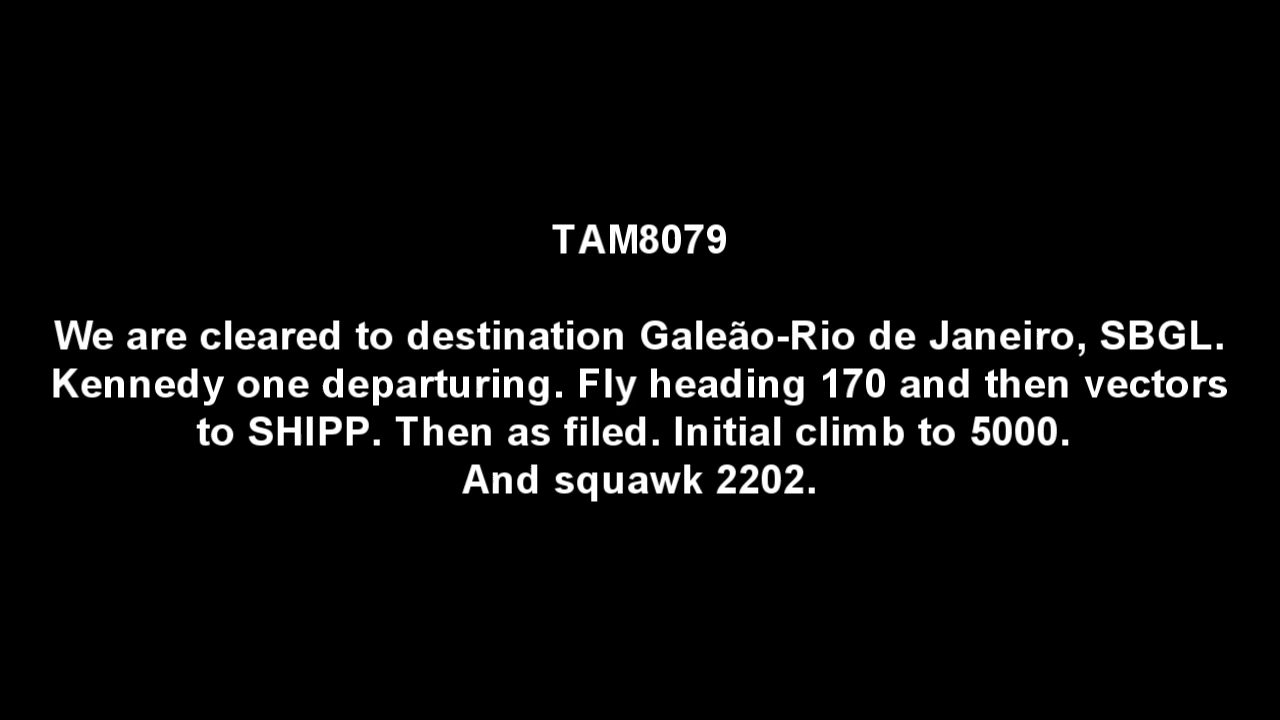 TAM8079
We are cleared to destination Galeão-Rio de Janeiro, SBGL.
Kennedy one departuring. Fly heading 170 and then vectors
to SHIPP. Then as filed. Initial climb to 5000.
And squawk 2202.